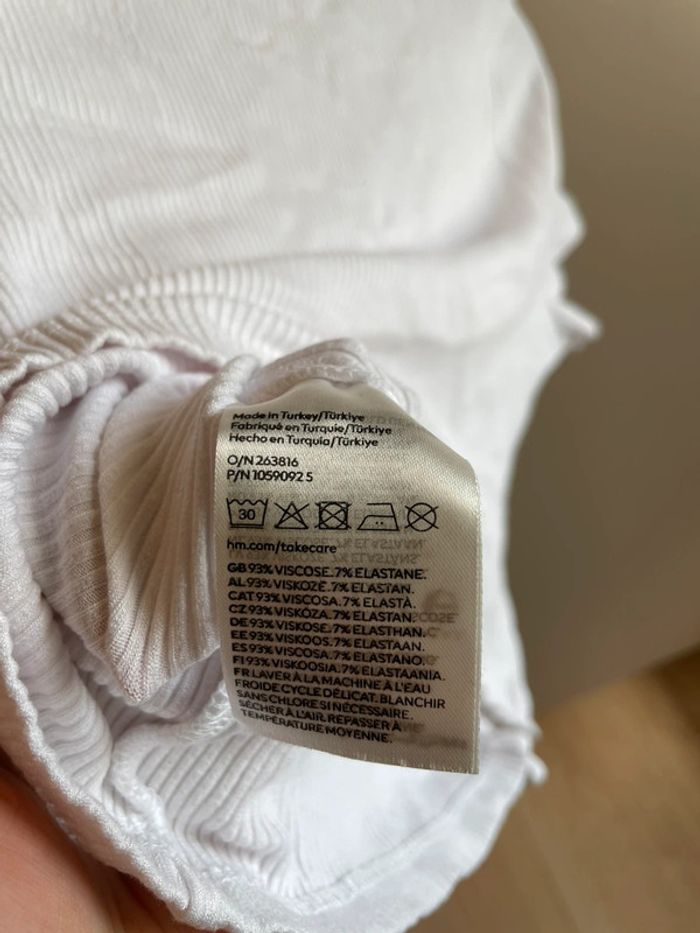 Made in Turkey/Türkiye
Fabriqué en Turquie/Türkiye
Hecho en Turquía/Türkiye
O/N 263816
P/N 1059092 5
30
hm.com/takecare
GB 93% VISCOSE. 7% ELASTANE.
AL 93% VISKOZË. 7% ELASTAN.
CAT 93% VISCOSA. 7% ELASTÀ.
CZ 93% VISKÓZA. 7% ELASTAN.
DE 93% VISKOSE. 7% ELASTHAN.
EE 93% VISKOOS. 7% ELASTAAN.
ES 93% VISCOSA. 7% ELASTANO.
FI 93% VISKOOSIA. 7% ELASTAANIA.
FR LAVER À LA MACHINE À L'EAU
FROIDE CYCLE DÉLICAT. BLANCHIR
SANS CHLORE SI NÉCESSAIRE.
SÉCHER À L'AIR. REPASSER À
TEMPÉRATURE MOYENNE.